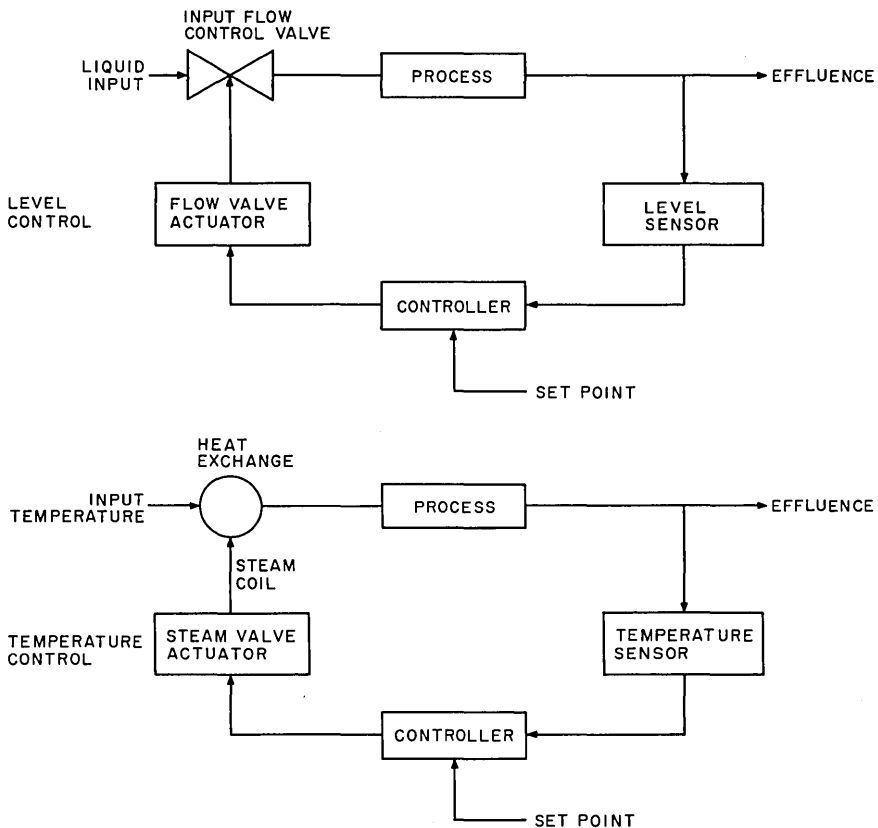 INPUT FLOW
CONTROL VALVE
LIQUID
INPUT
PROCESS
EFFLUENCE
LEVEL
CONTROL
FLOW VALVE
ACTUATOR
LEVEL
SENSOR
CONTROLLER
SET POINT
HEAT
EXCHANGE
INPUT
TEMPERATURE
PROCESS
EFFLUENCE
STEAM
COIL
TEMPERATURE
CONTROL
STEAM VALVE
ACTUATOR
TEMPERATURE
SENSOR
CONTROLLER
SET POINT